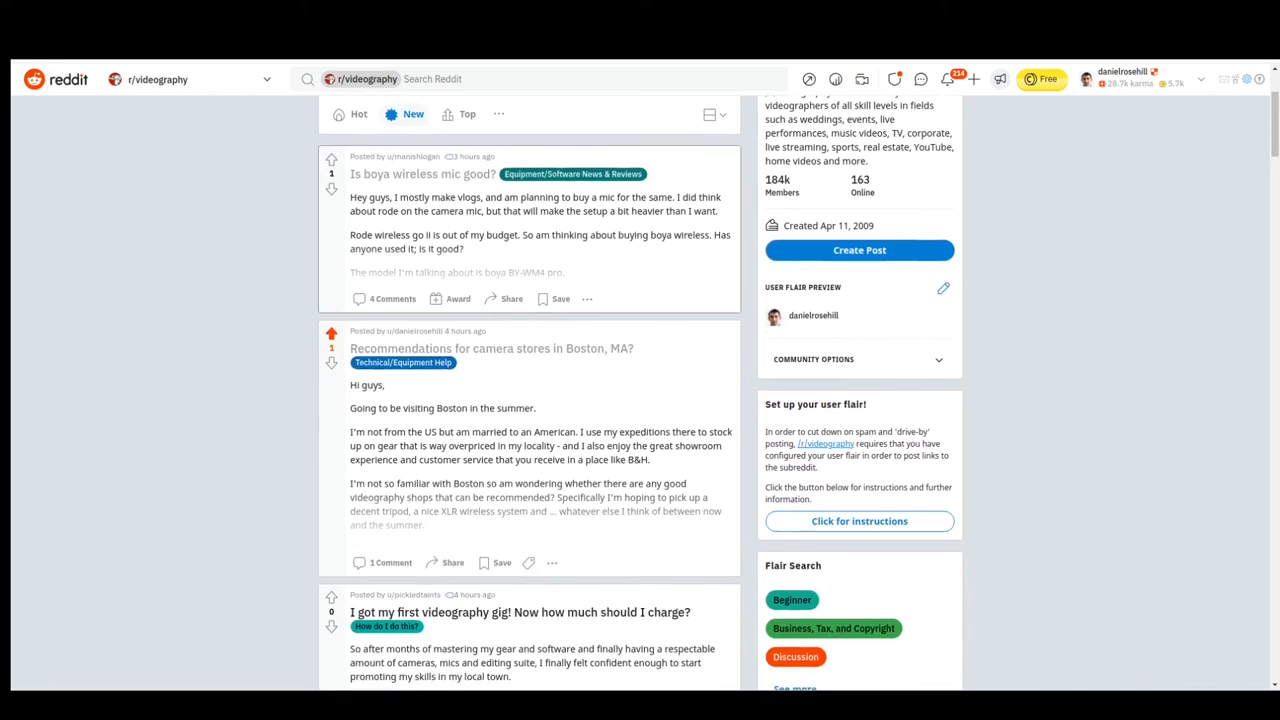 reddit
r/videography
r/videography Search Reddit
214
Free
danielrosehill
28.7k karma 5.7k
Hot New Top
Posted by u/manishlogan 3 hours ago
1
Is boya wireless mic good? Equipment/Software News & Reviews
Hey guys, I mostly make vlogs, and am planning to buy a mic for the same. I did think
about rode on the camera mic, but that will make the setup a bit heavier than I want.
Rode wireless go ii is out of my budget. So am thinking about buying boya wireless. Has
anyone used it; is it good?
The model I'm talking about is boya BY-WM4 pro.
4 Comments Award Share Save
Posted by u/danielrosehill 4 hours ago
1
Recommendations for camera stores in Boston, MA?
Technical/Equipment Help
Hi guys,
Going to be visiting Boston in the summer.
I'm not from the US but am married to an American. I use my expeditions there to stock
up on gear that is way overpriced in my locality - and I also enjoy the great showroom
experience and customer service that you receive in a place like B&H.
I'm not so familiar with Boston so am wondering whether there are any good
videography shops that can be recommended? Specifically I'm hoping to pick up a
decent tripod, a nice XLR wireless system and ... whatever else I think of between now
and the summer.
1 Comment Share Save
Posted by u/pickledtaints 4 hours ago
0
I got my first videography gig! Now how much should I charge?
How do I do this?
So after months of mastering my gear and software and finally having a respectable
amount of cameras, mics and editing suite, I finally felt confident enough to start
promoting my skills in my local town.
videographers of all skill levels in fields
such as weddings, events, live
performances, music videos, TV, corporate,
live streaming, sports, real estate, YouTube,
home videos and more.
184k 163
Members Online
Created Apr 11, 2009
Create Post
USER FLAIR PREVIEW
danielrosehill
COMMUNITY OPTIONS
Set up your user flair!
In order to cut down on spam and 'drive-by'
posting, /r/videography requires that you have
configured your user flair in order to post links to
the subreddit.
Click the button below for instructions and further
information.
Click for instructions
Flair Search
Beginner
Business, Tax, and Copyright
Discussion
See more